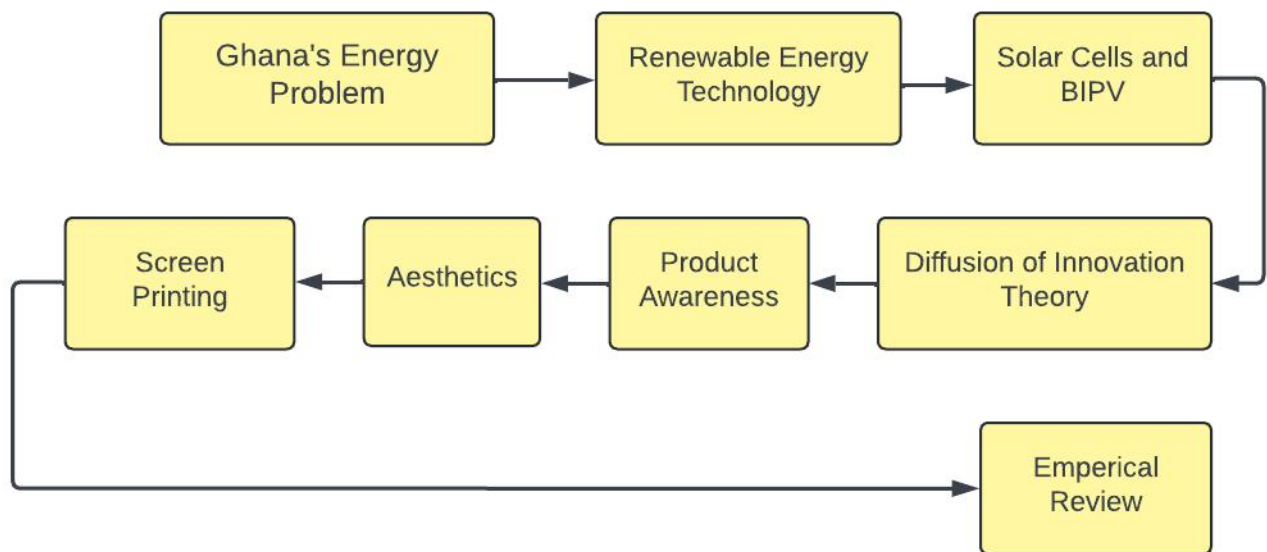 Ghana's Energy
Problem
Renewable Energy
Technology
Solar Cells and
BIPV
Diffusion of Innovation
Theory
Product
Awareness
Aesthetics
Screen
Printing
Emperical
Review